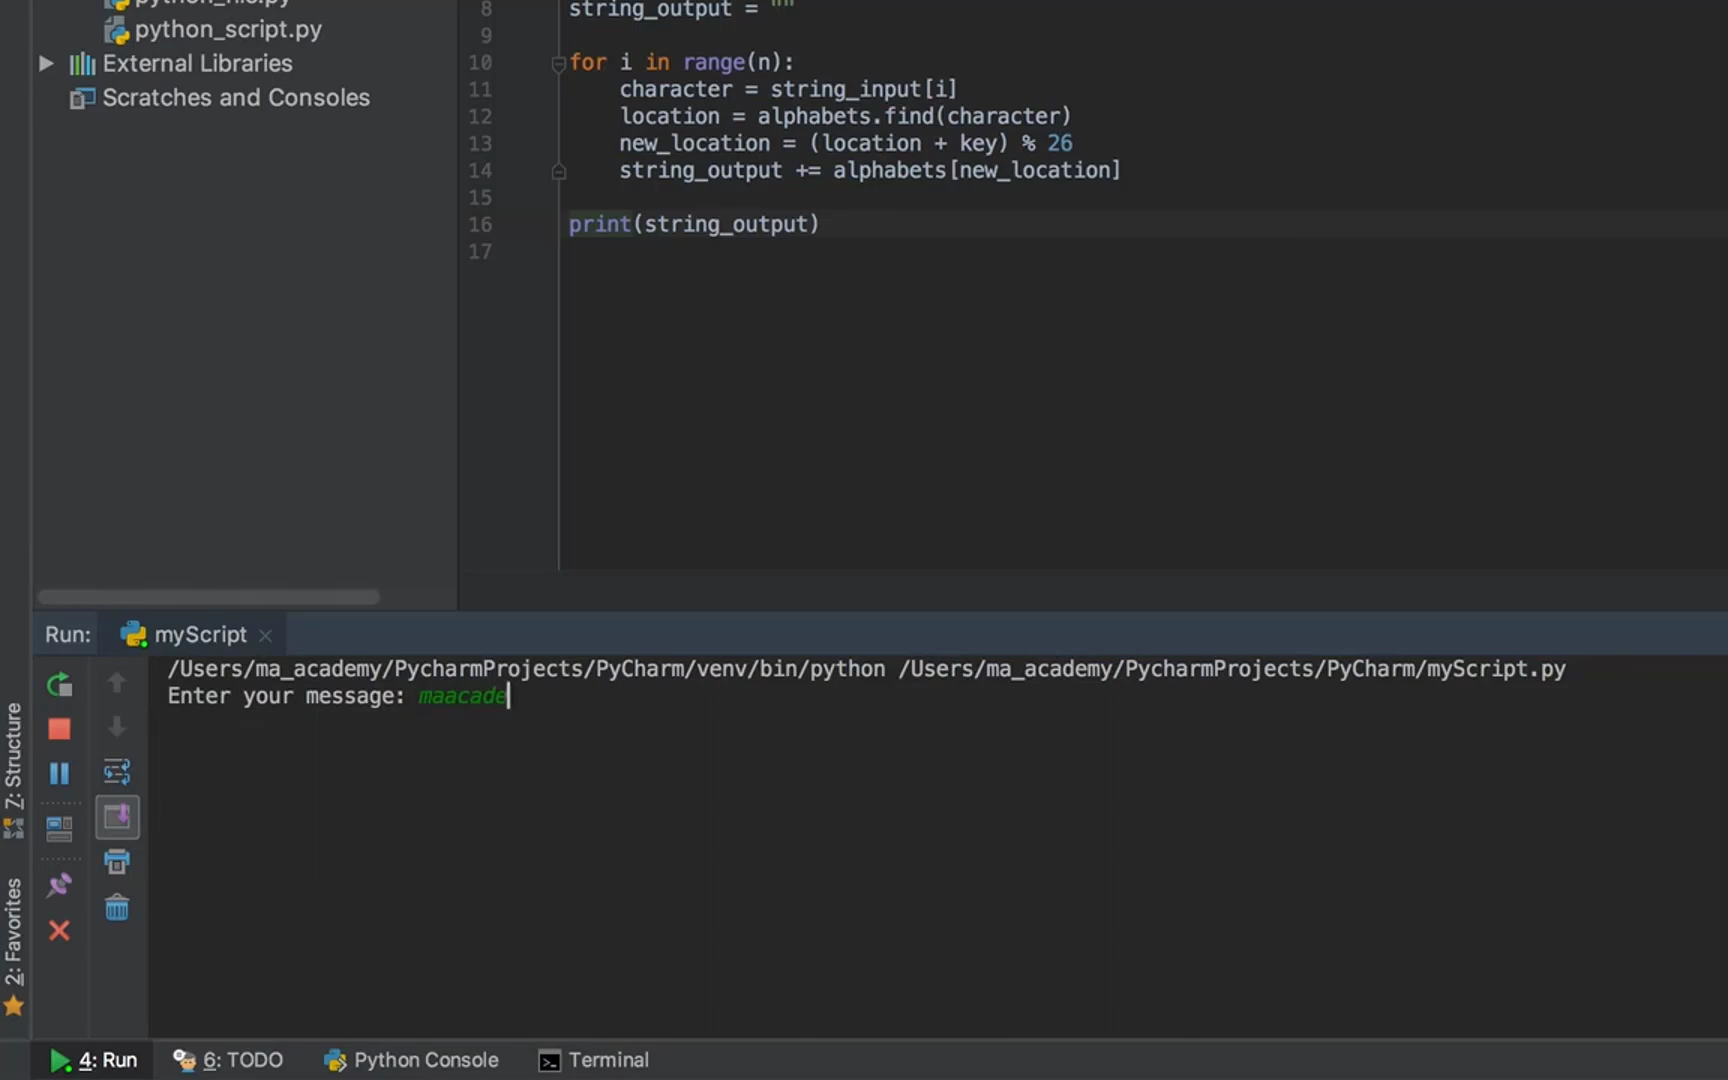 python_script.py
External Libraries
Scratches and Consoles
8 string_output = ""
9
10 for i in range(n):
11 character = string_input[i]
12 location = alphabets.find(character)
13 new_location = (location + key) % 26
14 string_output += alphabets[new_location]
15
16 print(string_output)
17
Run: myScript
/Users/ma_academy/PycharmProjects/PyCharm/venv/bin/python /Users/ma_academy/PycharmProjects/PyCharm/myScript.py
Enter your message: maacade
7: Structure
2: Favorites
4: Run 6: TODO Python Console Terminal